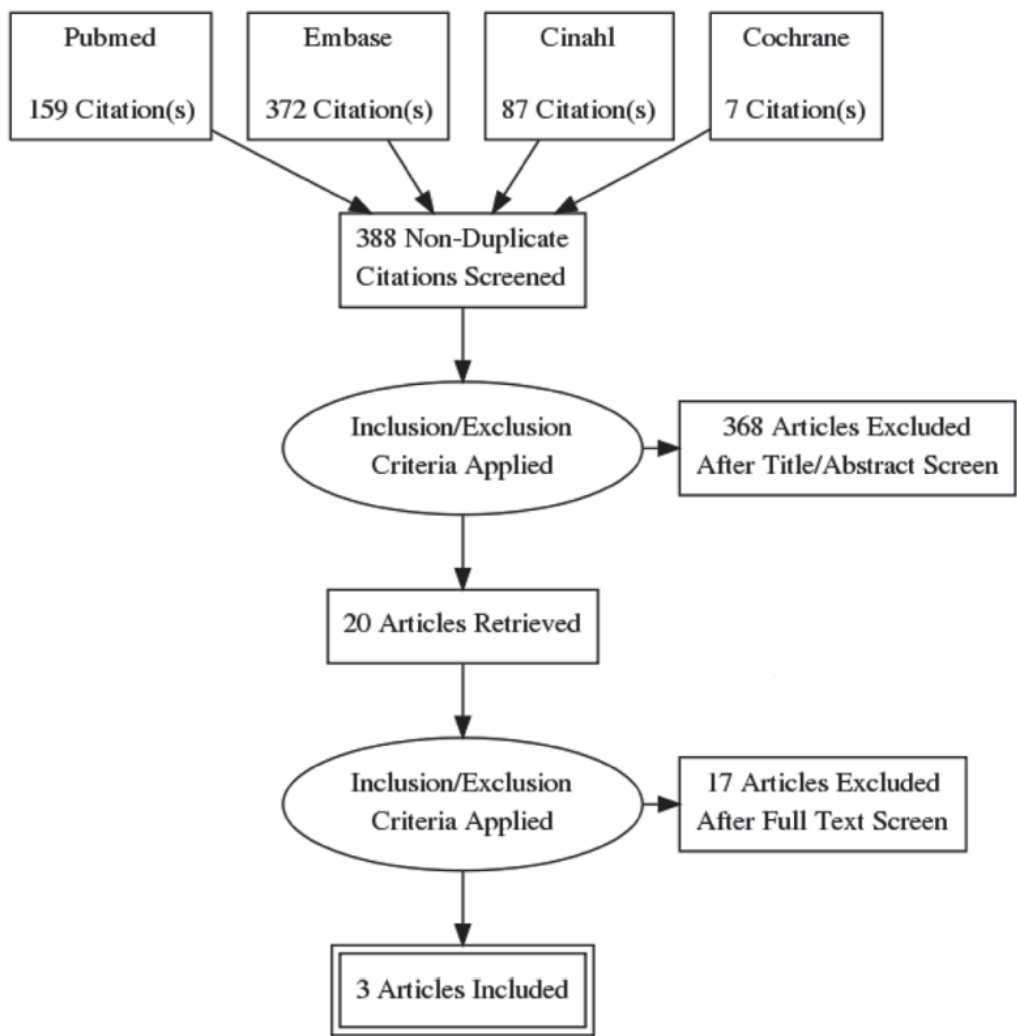 Pubmed
159 Citation(s)
Embase
372 Citation(s)
Cinahl
87 Citation(s)
Cochrane
7 Citation(s)
388 Non-Duplicate
Citations Screened
Inclusion/Exclusion
Criteria Applied
368 Articles Excluded
After Title/Abstract Screen
20 Articles Retrieved
Inclusion/Exclusion
Criteria Applied
17 Articles Excluded
After Full Text Screen
3 Articles Included